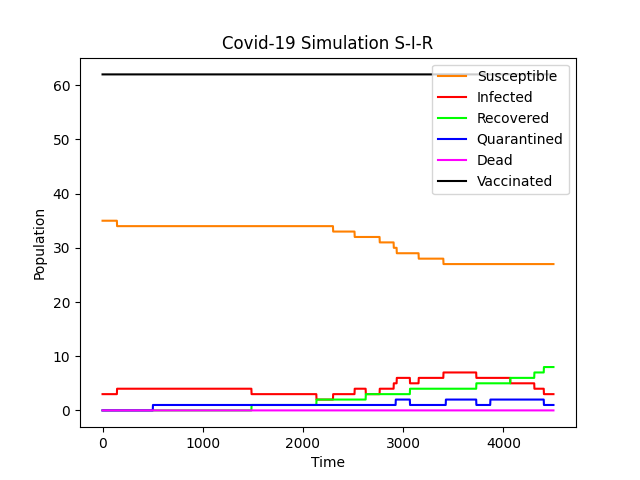 Covid-19 Simulation S-I-R
Susceptible
Infected
Recovered
Quarantined
Dead
Vaccinated
60
50
40
30
20
10
0
Population
0 1000 2000 3000 4000
Time